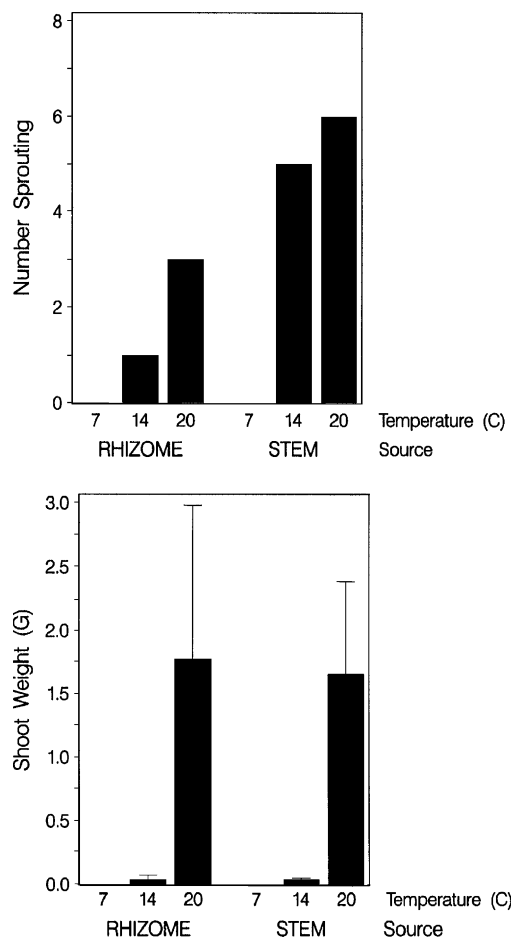 8
6
4
2
0
Number Sprouting
7 14 20 7 14 20 Temperature (C)
RHIZOME STEM Source
3.0
2.5
2.0
1.5
1.0
0.5
0.0
Shoot Weight (G)
7 14 20 7 14 20 Temperature (C)
RHIZOME STEM Source